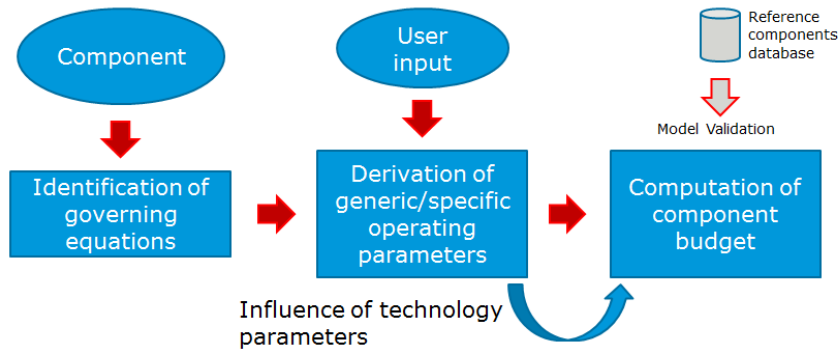 Component
User
input
Reference
components
database
Model Validation
Identification of
governing
equations
Derivation of
generic/specific
operating
parameters
Computation of
component
budget
Influence of technology
parameters